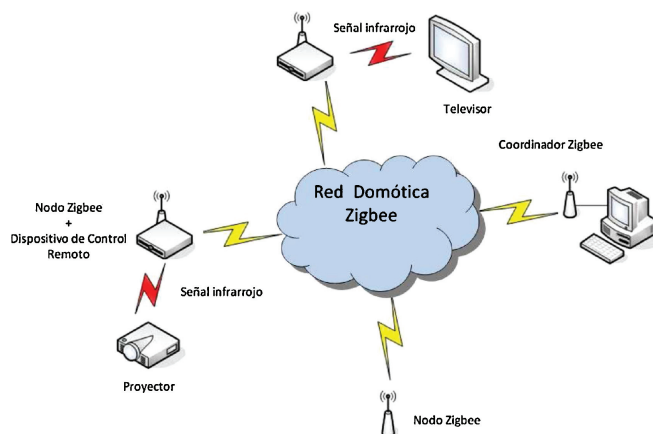 Señal infrarrojo
Televisor
Coordinador Zigbee
Red Domótica
Zigbee
Nodo Zigbee
+
Dispositivo de Control
Remoto
Señal infrarrojo
Proyector
Nodo Zigbee